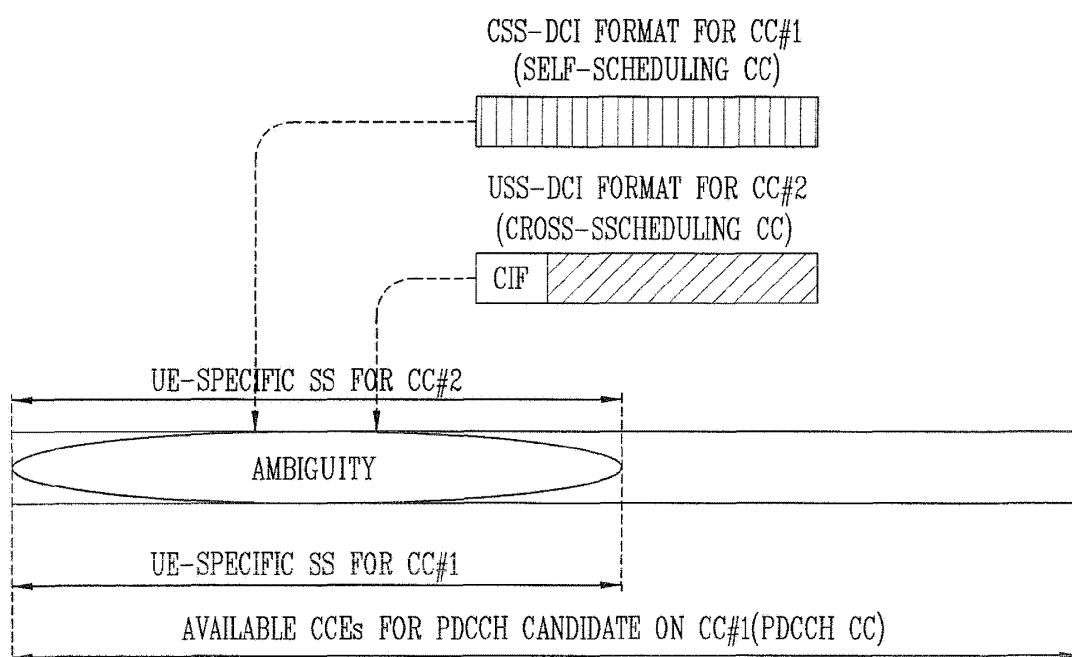 CSS-DCI FORMAT FOR CC#1
(SELF-SCHEDULING CC)
USS-DCI FORMAT FOR CC#2
(CROSS-SSCHEDULING CC)
CIF
UE-SPECIFIC SS FOR CC#2
AMBIGUITY
UE-SPECIFIC SS FOR CC#1
AVAILABLE CCEs FOR PDCCH CANDIDATE ON CC#1(PDCCH CC)